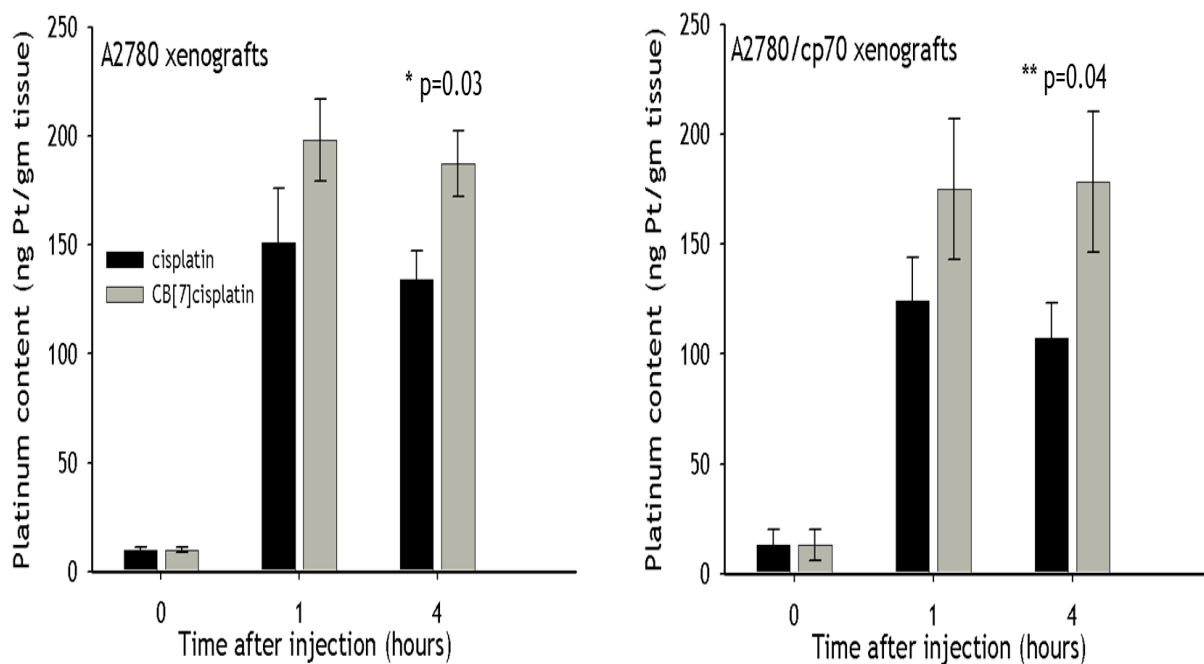 A2780 xenografts
* p=0.03
cisplatin
CB[7]cisplatin
Platinum content (ng Pt/gm tissue)
250
200
150
100
50
0
0 1 4
Time after injection (hours)
A2780/cp70 xenografts
** p=0.04
Platinum content (ng Pt/gm tissue)
250
200
150
100
50
0
0 1 4
Time after injection (hours)